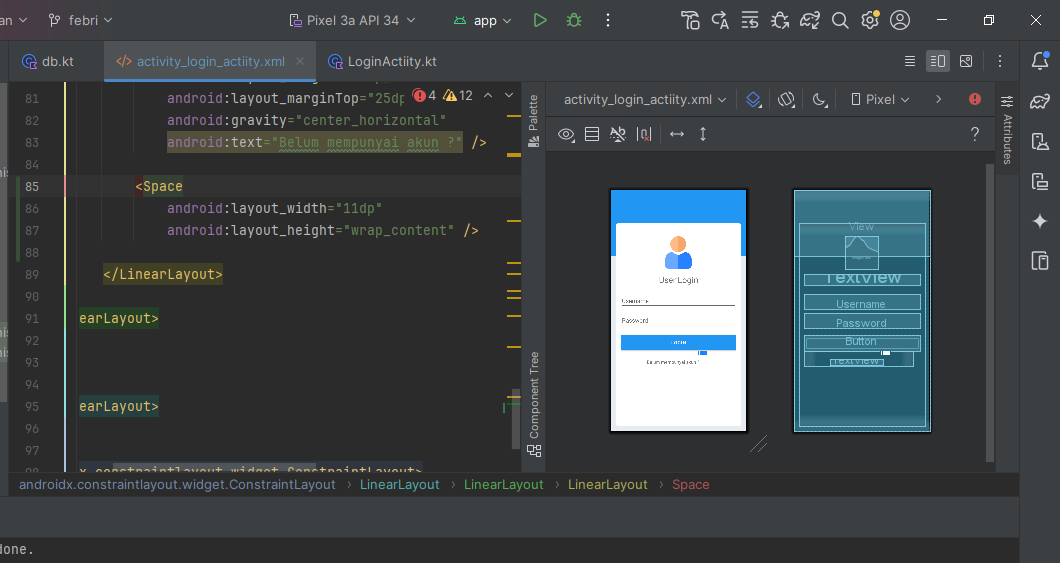 an febri Pixel 3a API 34 app
db.kt activity_login_actiity.xml LoginActiity.kt
81 android:layout_marginTop="25dp 4 12
82 android:gravity="center_horizontal"
83 android:text="Belum mempunyai akun ?" />
84
85 <Space
86 android:layout_width="11dp"
87 android:layout_height="wrap_content" />
88
89 </LinearLayout>
90
91 earLayout>
92
93
94
95 earLayout>
96
97
98 x.constraintlayout.widget.ConstraintLayout>
Palette
Component Tree
activity_login_actiity.xml Pixel
?
Attributes
User Login
Username
Password
Login
Belum mempunyai akun ?
View
TextView
Username
Password
Button
TextView
androidx.constraintlayout.widget.ConstraintLayout > LinearLayout > LinearLayout > LinearLayout > Space
done.